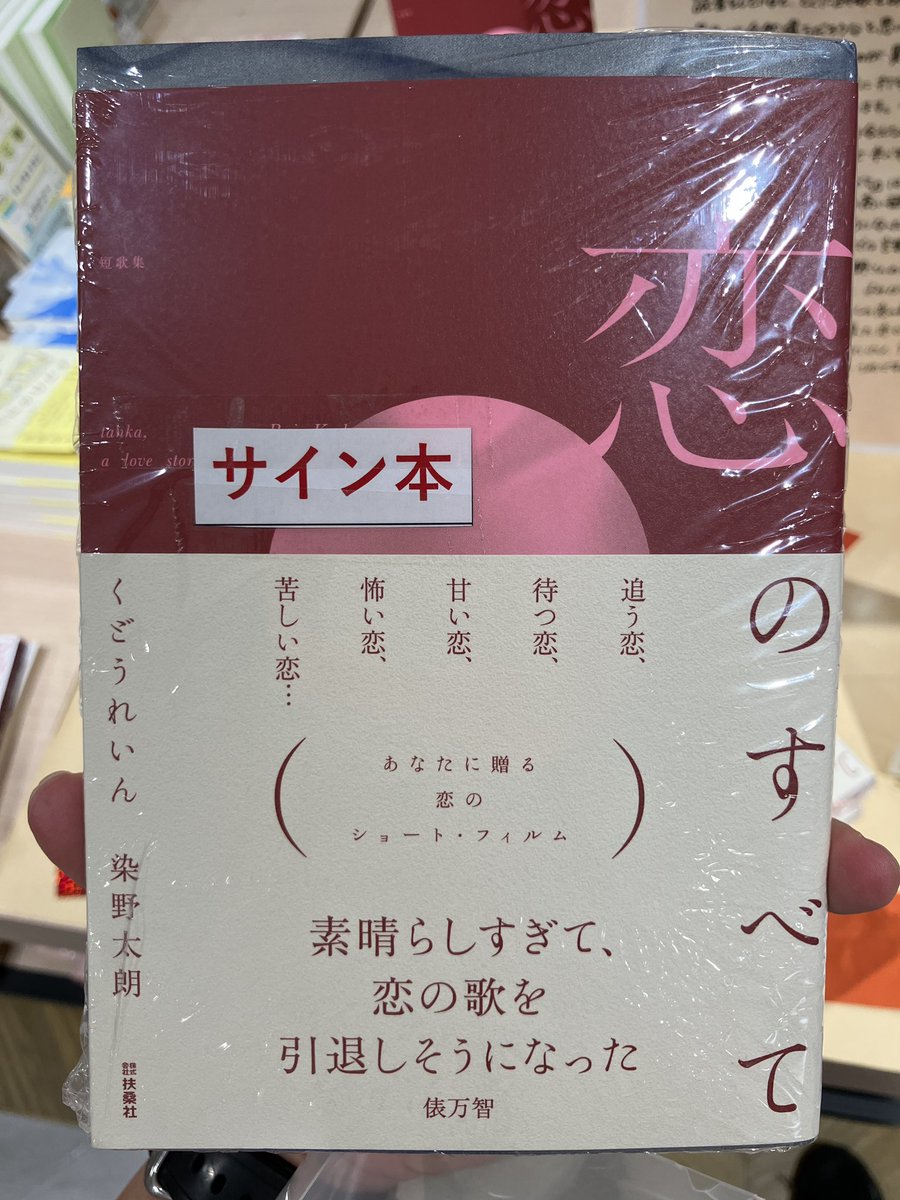 恋のすべて
短歌集
tanka,
a love
サイン本
追う恋、
待つ恋、
甘い恋、
怖い恋、
苦しい恋…
あなたに贈る
恋の
ショート・フィルム
素晴らしすぎて、
恋の歌を
引退しそうになった
俵万智
くどうれいん 染野太朗
株式会社扶桑社
恋